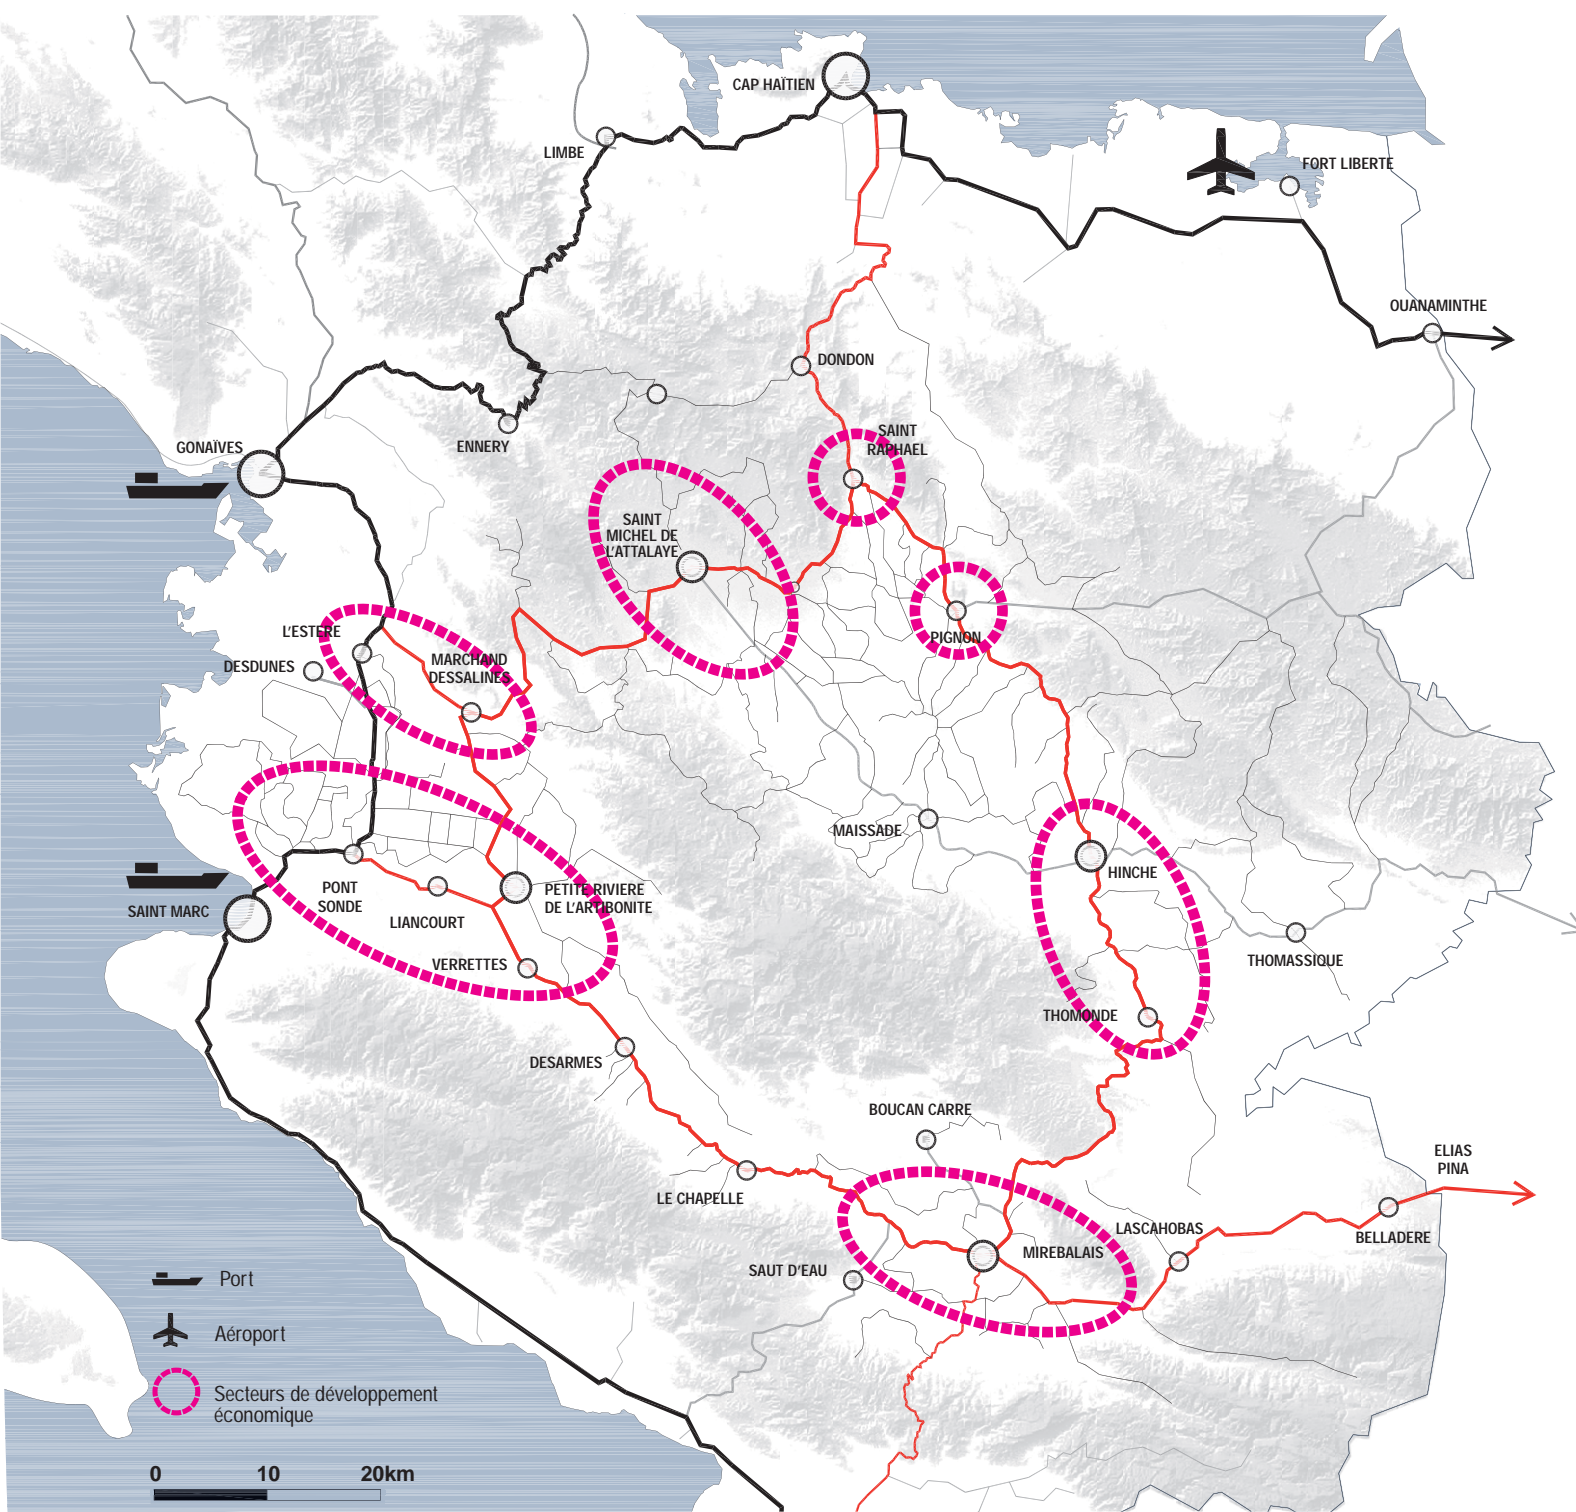 CAP HAÏTIEN
LIMBE
FORT LIBERTE
OUANAMINTHE
DONDON
ENNERY
GONAÏVES
SAINT
RAPHAEL
SAINT
MICHEL DE
L'ATTALAYE
L'ESTERE
DESDUNES
MARCHAND
DESSALINES
PIGNON
MAISSADE
HINCHE
PONT
SONDE
LIANCOURT
PETITE RIVIERE
DE L'ARTIBONITE
SAINT MARC
VERRETTES
THOMASSIQUE
THOMONDE
DESARMES
BOUCAN CARRE
ELIAS
PINA
LE CHAPELLE
LASCAHOBAS
BELLADERE
MIREBALAIS
SAUT D'EAU
Port
Aéroport
Secteurs de développement
économique
0 10 20km